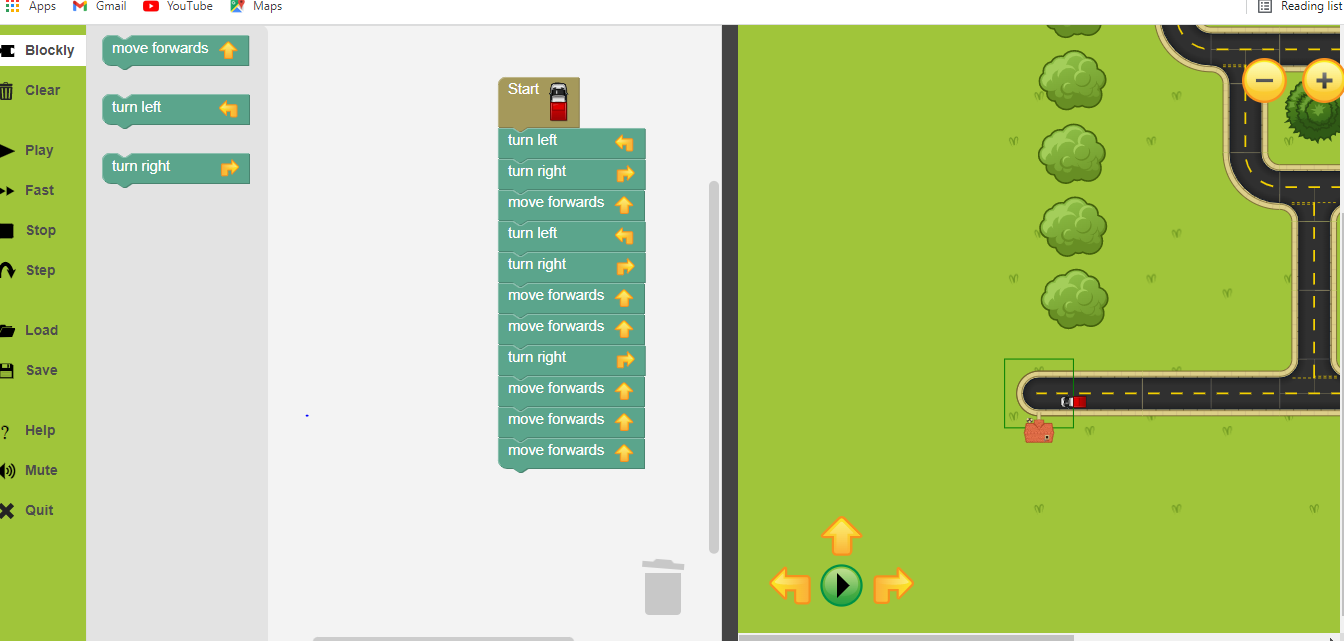 Apps Gmail YouTube Maps Reading list
Blockly
Clear
Play
Fast
Stop
Step
Load
Save
Help
Mute
Quit
move forwards
turn left
turn right
Start
turn left
turn right
move forwards
turn left
turn right
move forwards
move forwards
turn right
move forwards
move forwards
move forwards